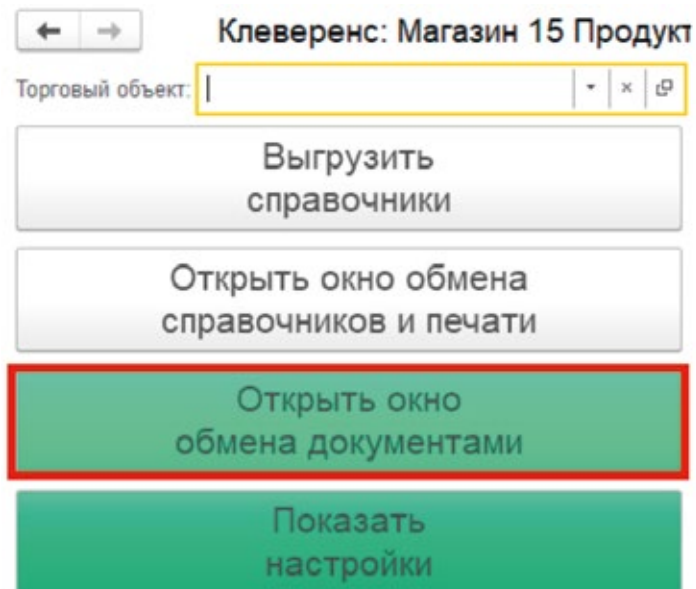 Клеверенс: Магазин 15 Продукт
Торговый объект:
Выгрузить
справочники
Открыть окно обмена
справочников и печати
Открыть окно
обмена документами
Показать
настройки